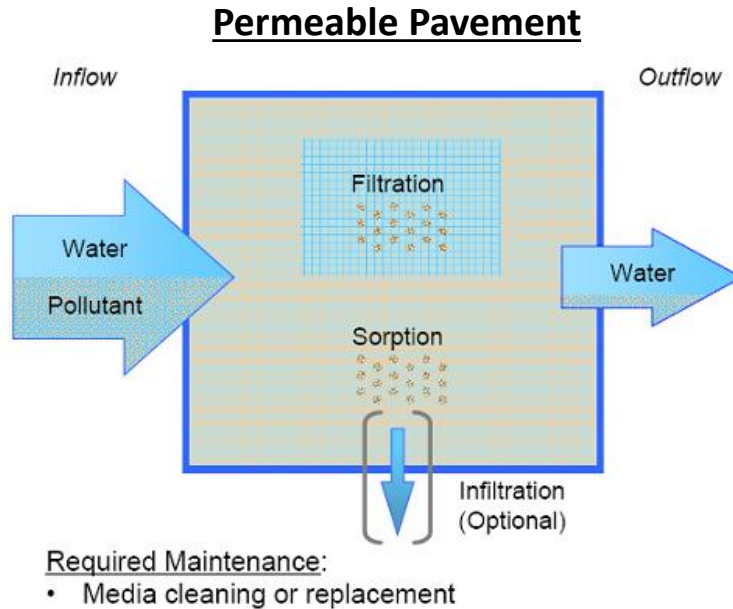 Permeable Pavement
Inflow
Outflow
Filtration
Water
Pollutant
Water
Sorption
Infiltration
(Optional)
Required Maintenance:
• Media cleaning or replacement